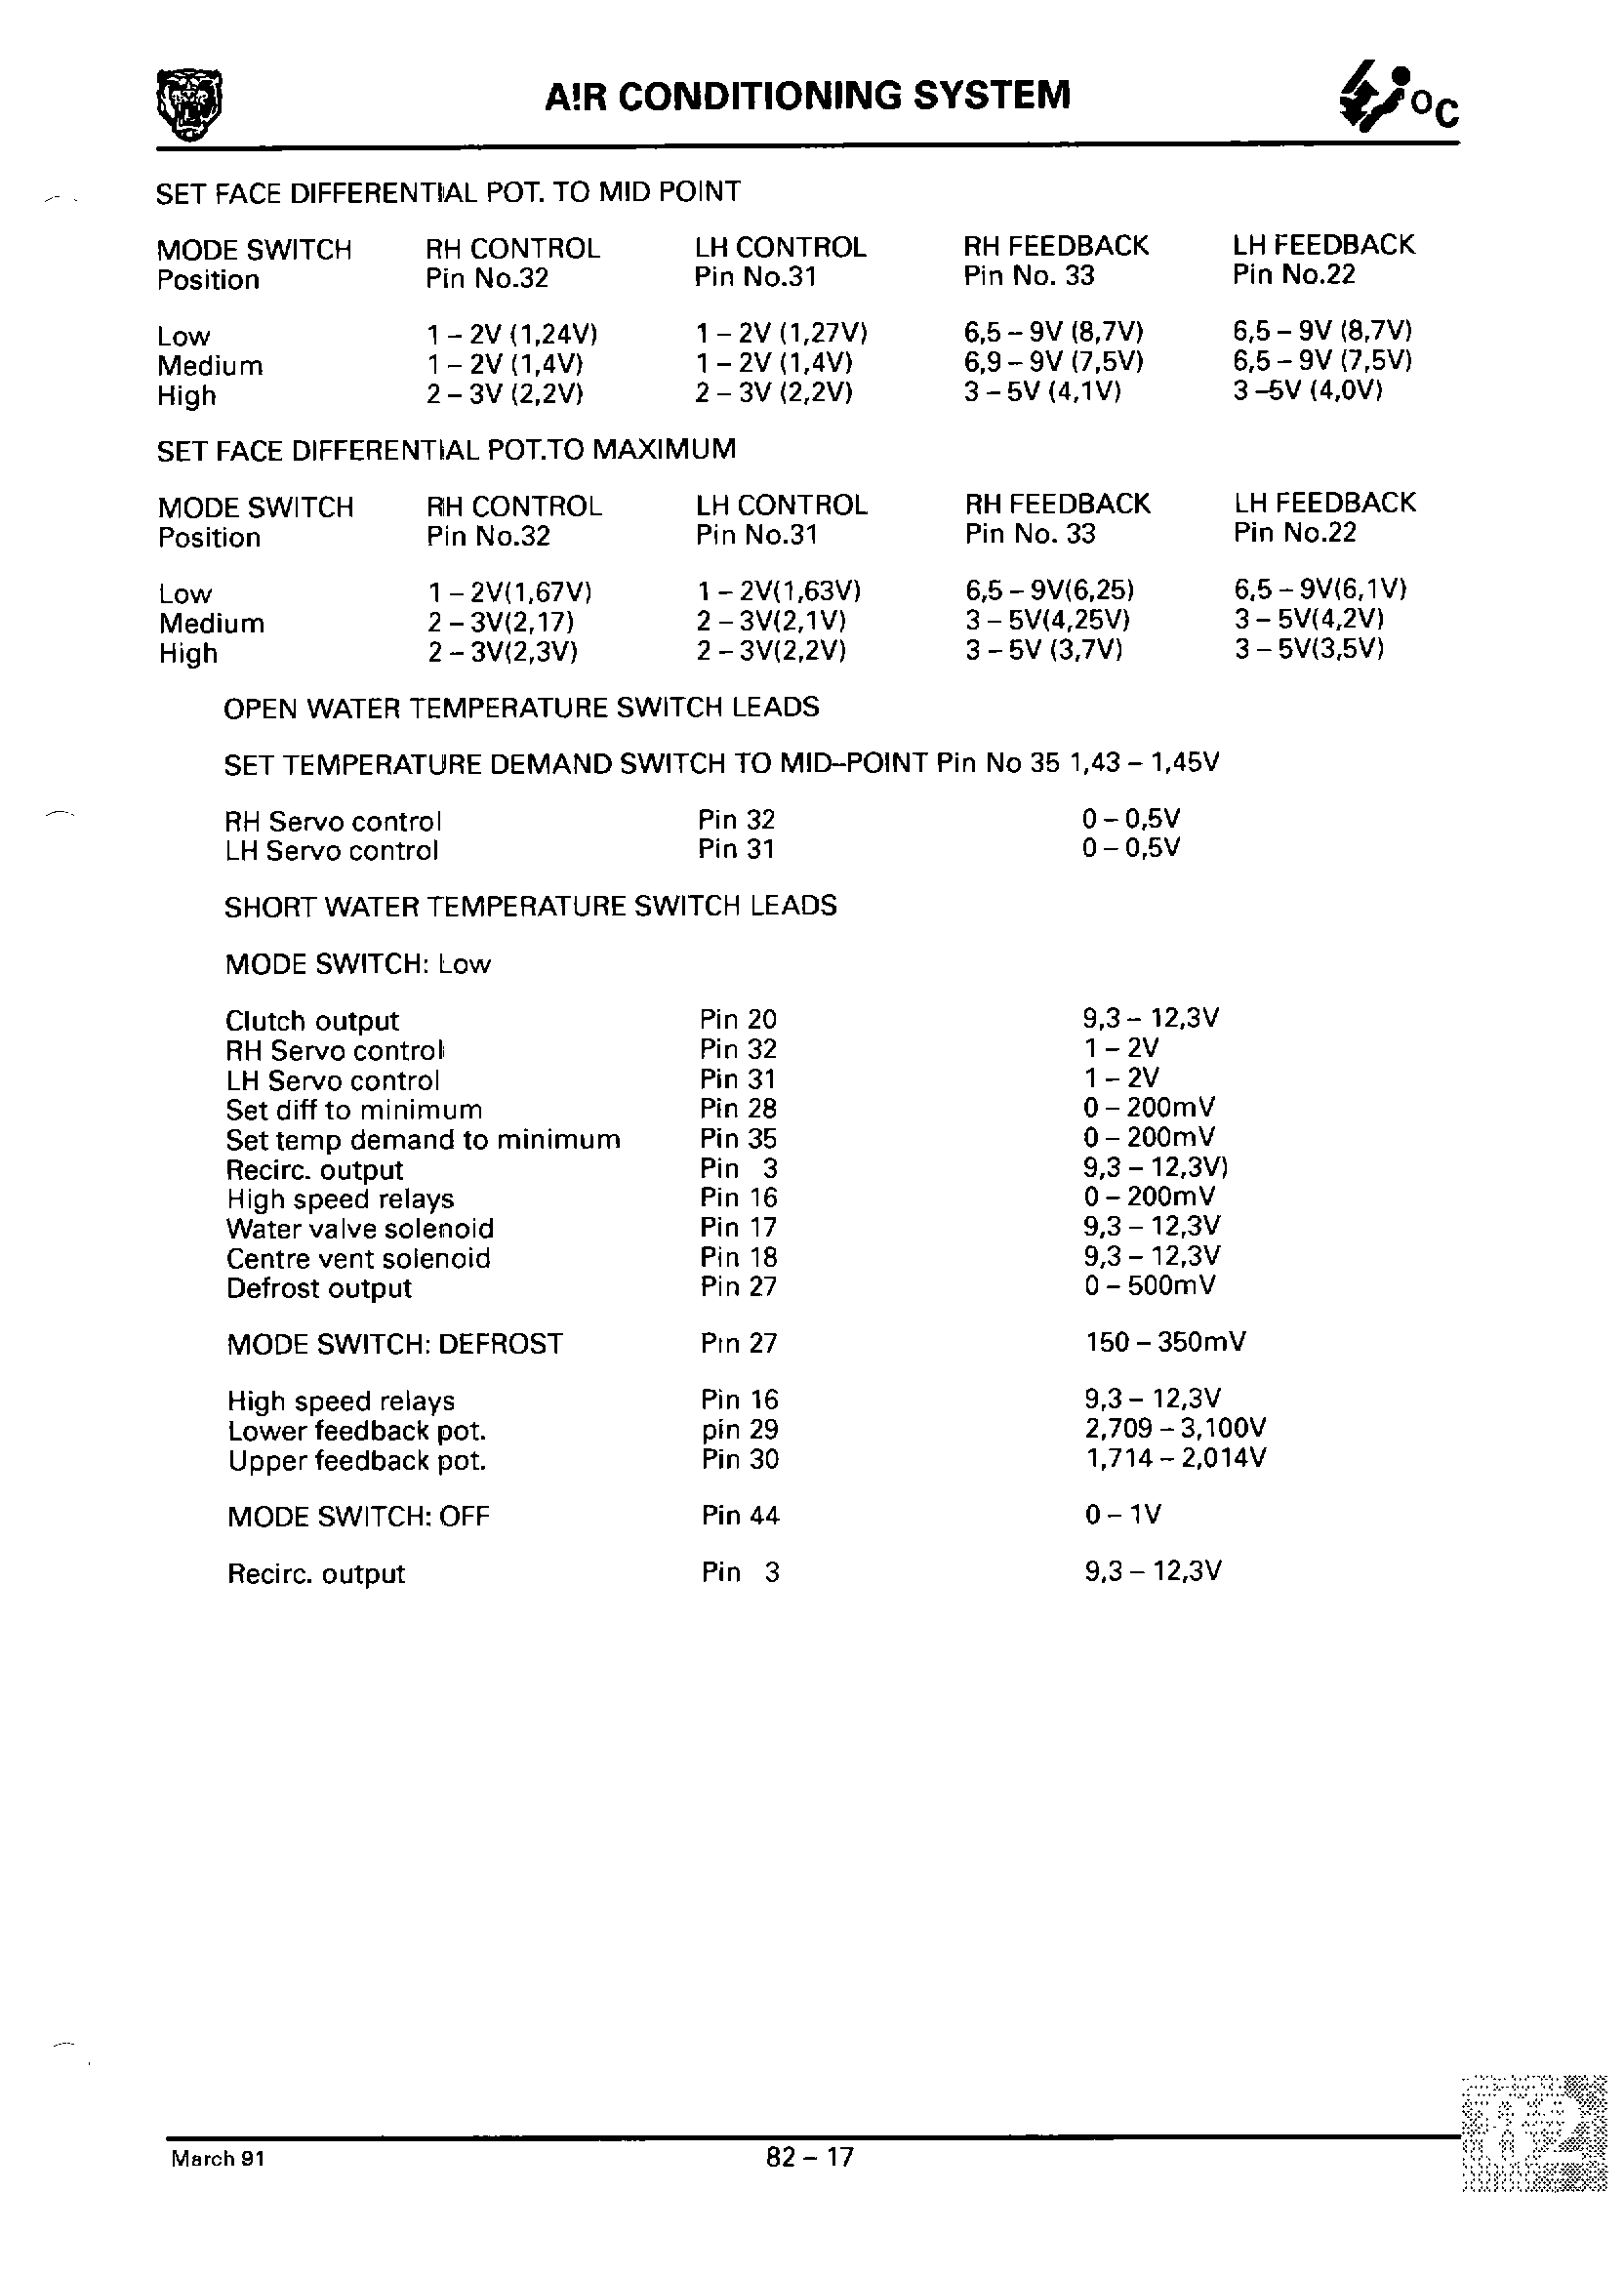 AIR CONDITIONING SYSTEM
°C
SET FACE DIFFERENTIAL POT. TO MID POINT
MODE SWITCH RH CONTROL LH CONTROL RH FEEDBACK LH FEEDBACK
Position Pin No.32 Pin No.31 Pin No. 33 Pin No.22
Low 1 – 2V (1,24V) 1 – 2V (1,27V) 6,5 – 9V (8,7V) 6,5 – 9V (8,7V)
Medium 1 – 2V (1,4V) 1 – 2V (1,4V) 6,9 – 9V (7,5V) 6,5 – 9V (7,5V)
High 2 – 3V (2,2V) 2 – 3V (2,2V) 3 – 5V (4,1V) 3 –5V (4,0V)
SET FACE DIFFERENTIAL POT.TO MAXIMUM
MODE SWITCH RH CONTROL LH CONTROL RH FEEDBACK LH FEEDBACK
Position Pin No.32 Pin No.31 Pin No. 33 Pin No.22
Low 1 – 2V(1,67V) 1 – 2V(1,63V) 6,5 – 9V(6,25) 6,5 – 9V(6,1V)
Medium 2 – 3V(2,17) 2 – 3V(2,1V) 3 – 5V(4,25V) 3 – 5V(4,2V)
High 2 – 3V(2,3V) 2 – 3V(2,2V) 3 – 5V (3,7V) 3 – 5V(3,5V)
OPEN WATER TEMPERATURE SWITCH LEADS
SET TEMPERATURE DEMAND SWITCH TO MID–POINT Pin No 35 1,43 – 1,45V
RH Servo control Pin 32 0 – 0,5V
LH Servo control Pin 31 0 – 0,5V
SHORT WATER TEMPERATURE SWITCH LEADS
MODE SWITCH: Low
Clutch output Pin 20 9,3 – 12,3V
RH Servo control Pin 32 1 – 2V
LH Servo control Pin 31 1 – 2V
Set diff to minimum Pin 28 0 – 200mV
Set temp demand to minimum Pin 35 0 – 200mV
Recirc. output Pin 3 9,3 – 12,3V)
High speed relays Pin 16 0 – 200mV
Water valve solenoid Pin 17 9,3 – 12,3V
Centre vent solenoid Pin 18 9,3 – 12,3V
Defrost output Pin 27 0 – 500mV
MODE SWITCH: DEFROST Pin 27 150 – 350mV
High speed relays Pin 16 9,3 – 12,3V
Lower feedback pot. pin 29 2,709 – 3,100V
Upper feedback pot. Pin 30 1,714 – 2,014V
MODE SWITCH: OFF Pin 44 0 – 1V
Recirc. output Pin 3 9,3 – 12,3V
March 91 82 – 17